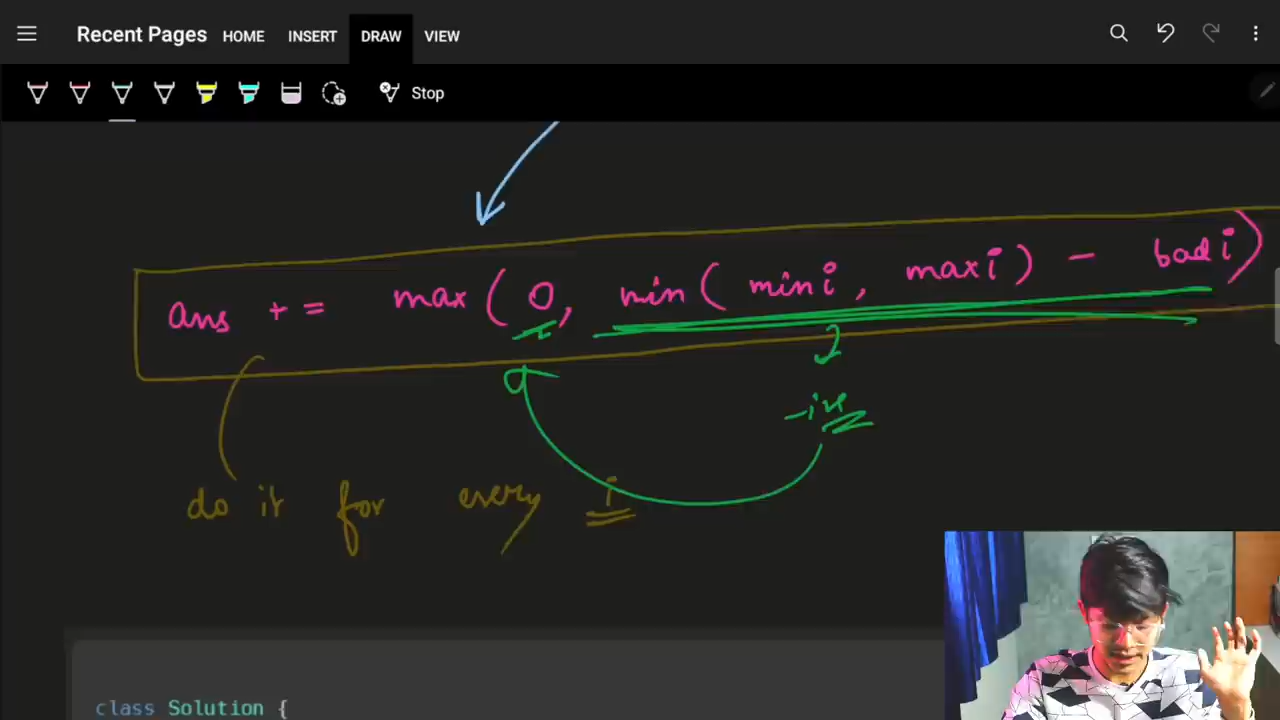 Recent Pages HOME INSERT DRAW VIEW
Stop
ans += max(0, min(mini, maxi) - badi)
-ive
do it for every i
class Solution {